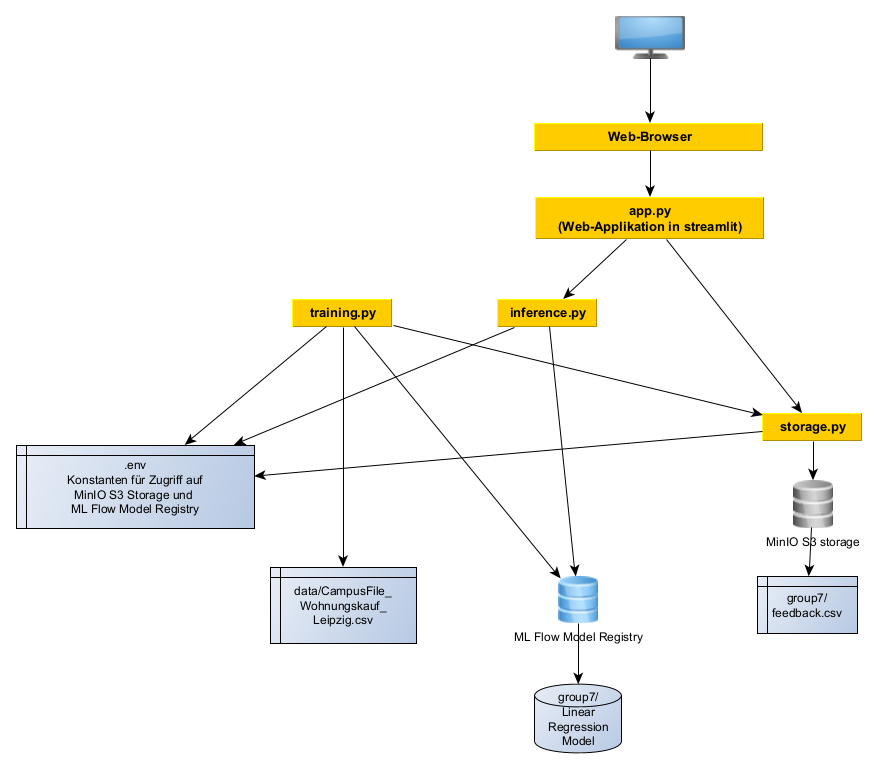 Web-Browser
app.py
(Web-Applikation in streamlit)
training.py
inference.py
storage.py
.env
Konstanten für Zugriff auf
MinIO S3 Storage und
ML Flow Model Registry
MinIO S3 storage
data/CampusFile_
Wohnungskauf_
Leipzig.csv
group7/
feedback.csv
ML Flow Model Registry
group7/
Linear
Regression
Model